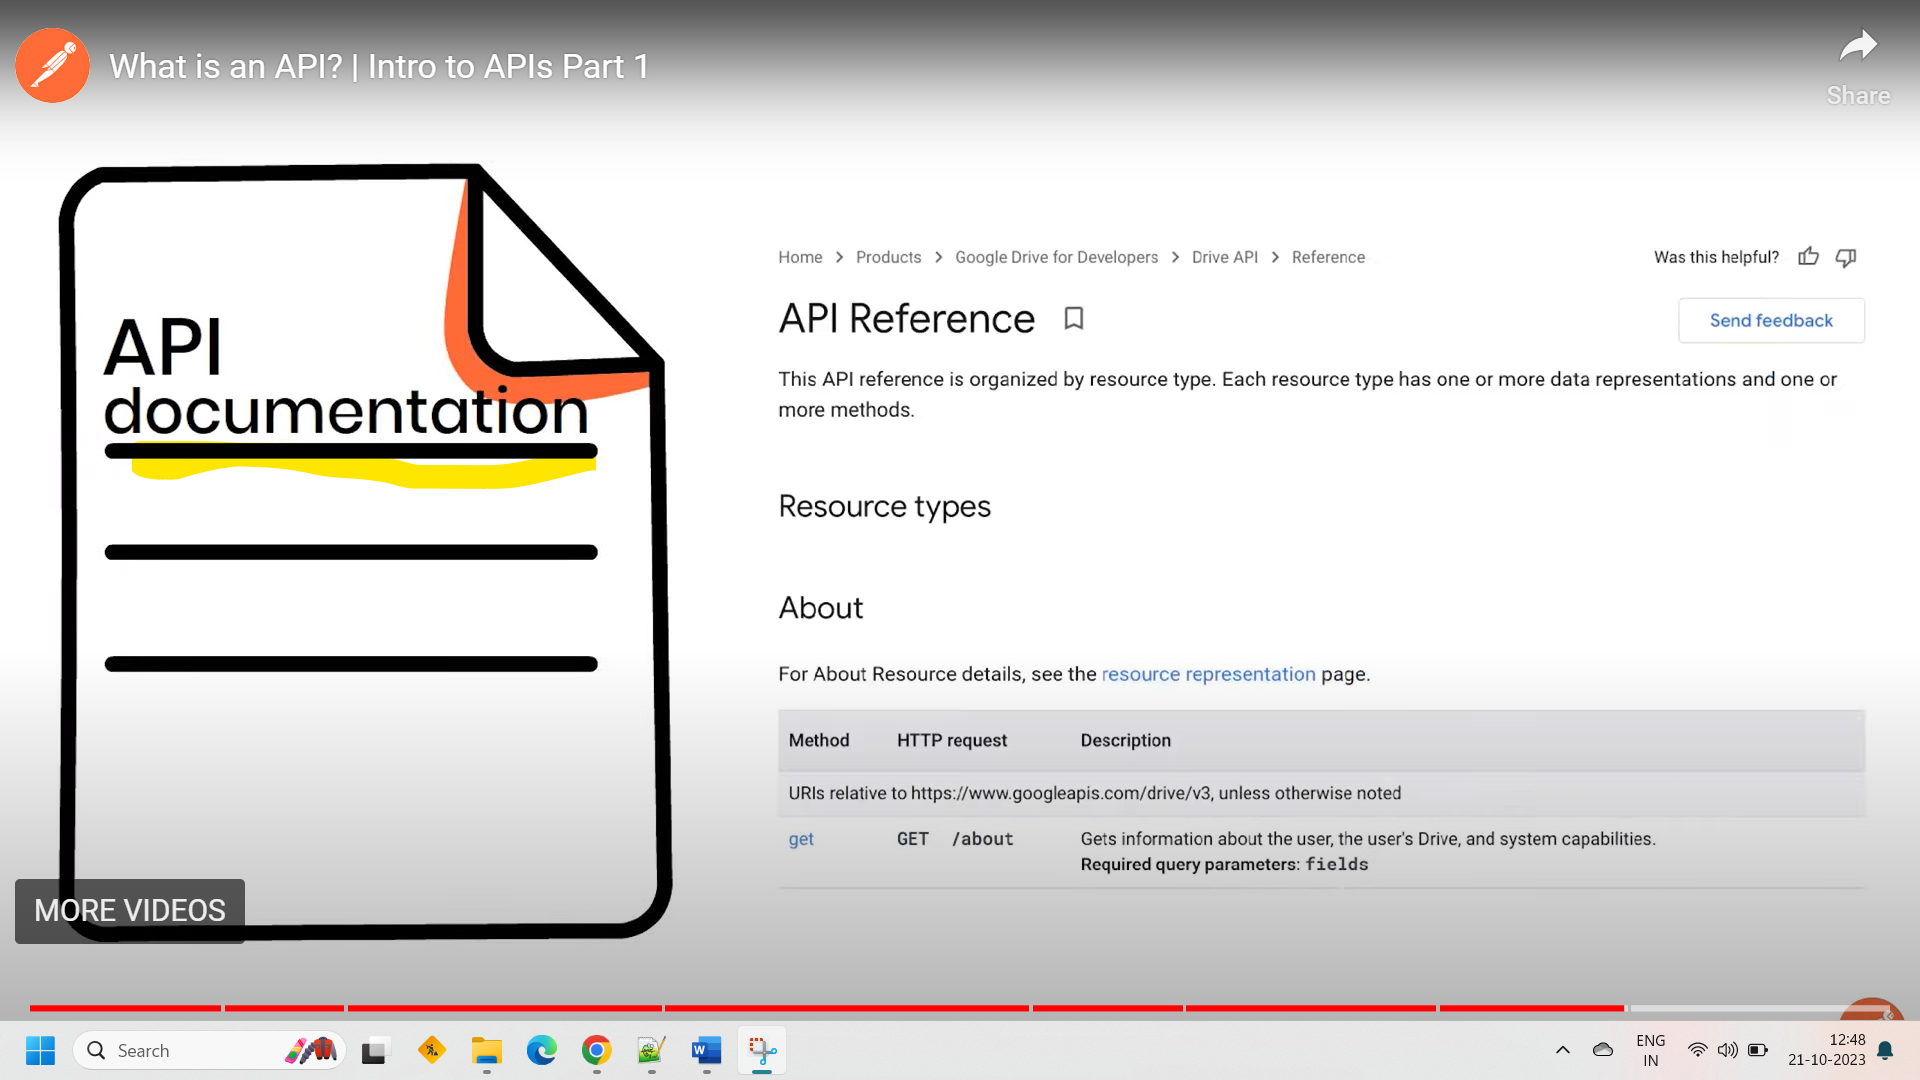 What is an API? | Intro to APIs Part 1
Share
API
documentation
Home > Products > Google Drive for Developers > Drive API > Reference
Was this helpful?
API Reference
Send feedback
This API reference is organized by resource type. Each resource type has one or more data representations and one or
more methods.
Resource types
About
For About Resource details, see the resource representation page.
Method HTTP request Description
URIs relative to https://www.googleapis.com/drive/v3, unless otherwise noted
get GET /about Gets information about the user, the user's Drive, and system capabilities.
Required query parameters: fields
MORE VIDEOS
Search
ENG
IN
12:48
21-10-2023